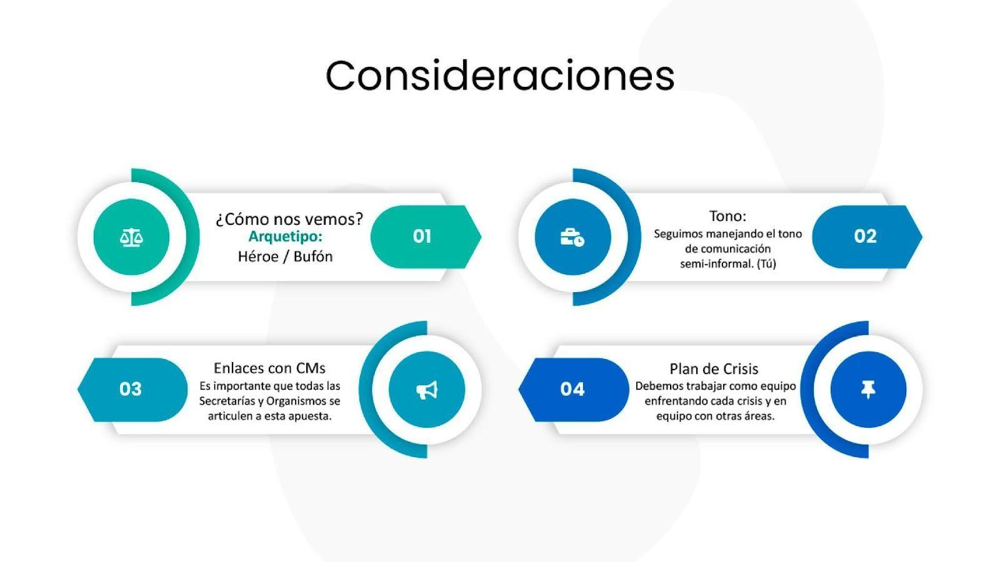 Consideraciones
¿Cómo nos vemos?
Arquetipo:
Héroe / Bufón
01
Tono:
Seguimos manejando el tono
de comunicación
semi-informal. (Tú)
02
03
Enlaces con CMs
Es importante que todas las
Secretarías y Organismos se
articulen a esta apuesta.
04
Plan de Crisis
Debemos trabajar como equipo
enfrentando cada crisis y en
equipo con otras áreas.